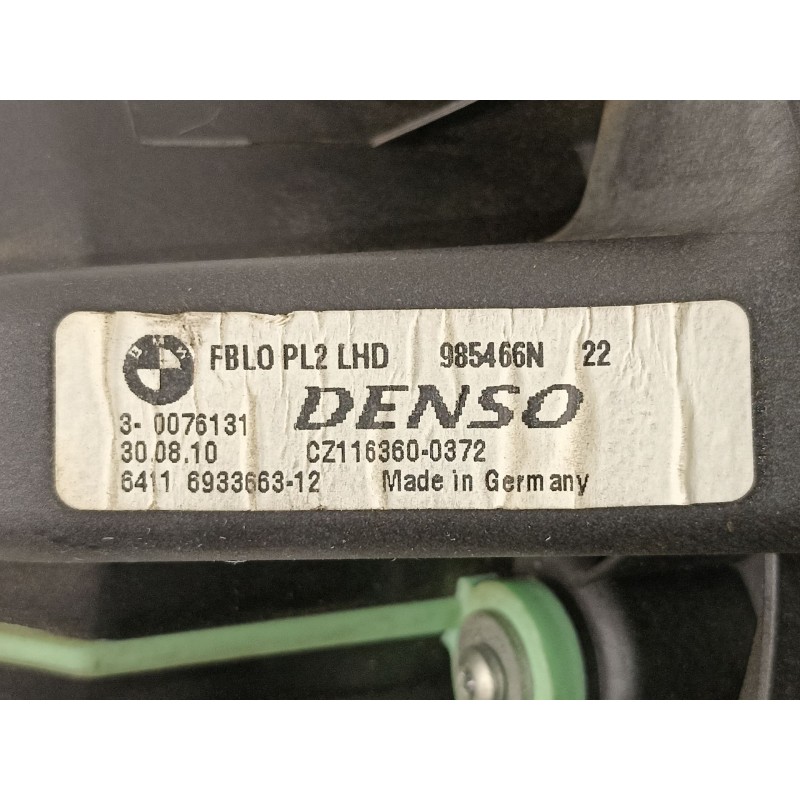 FBLO PL2 LHD 985466N 22
DENSO
3- 0076131
30.08.10 CZ116360-0372
6411 6933663-12 Made in Germany